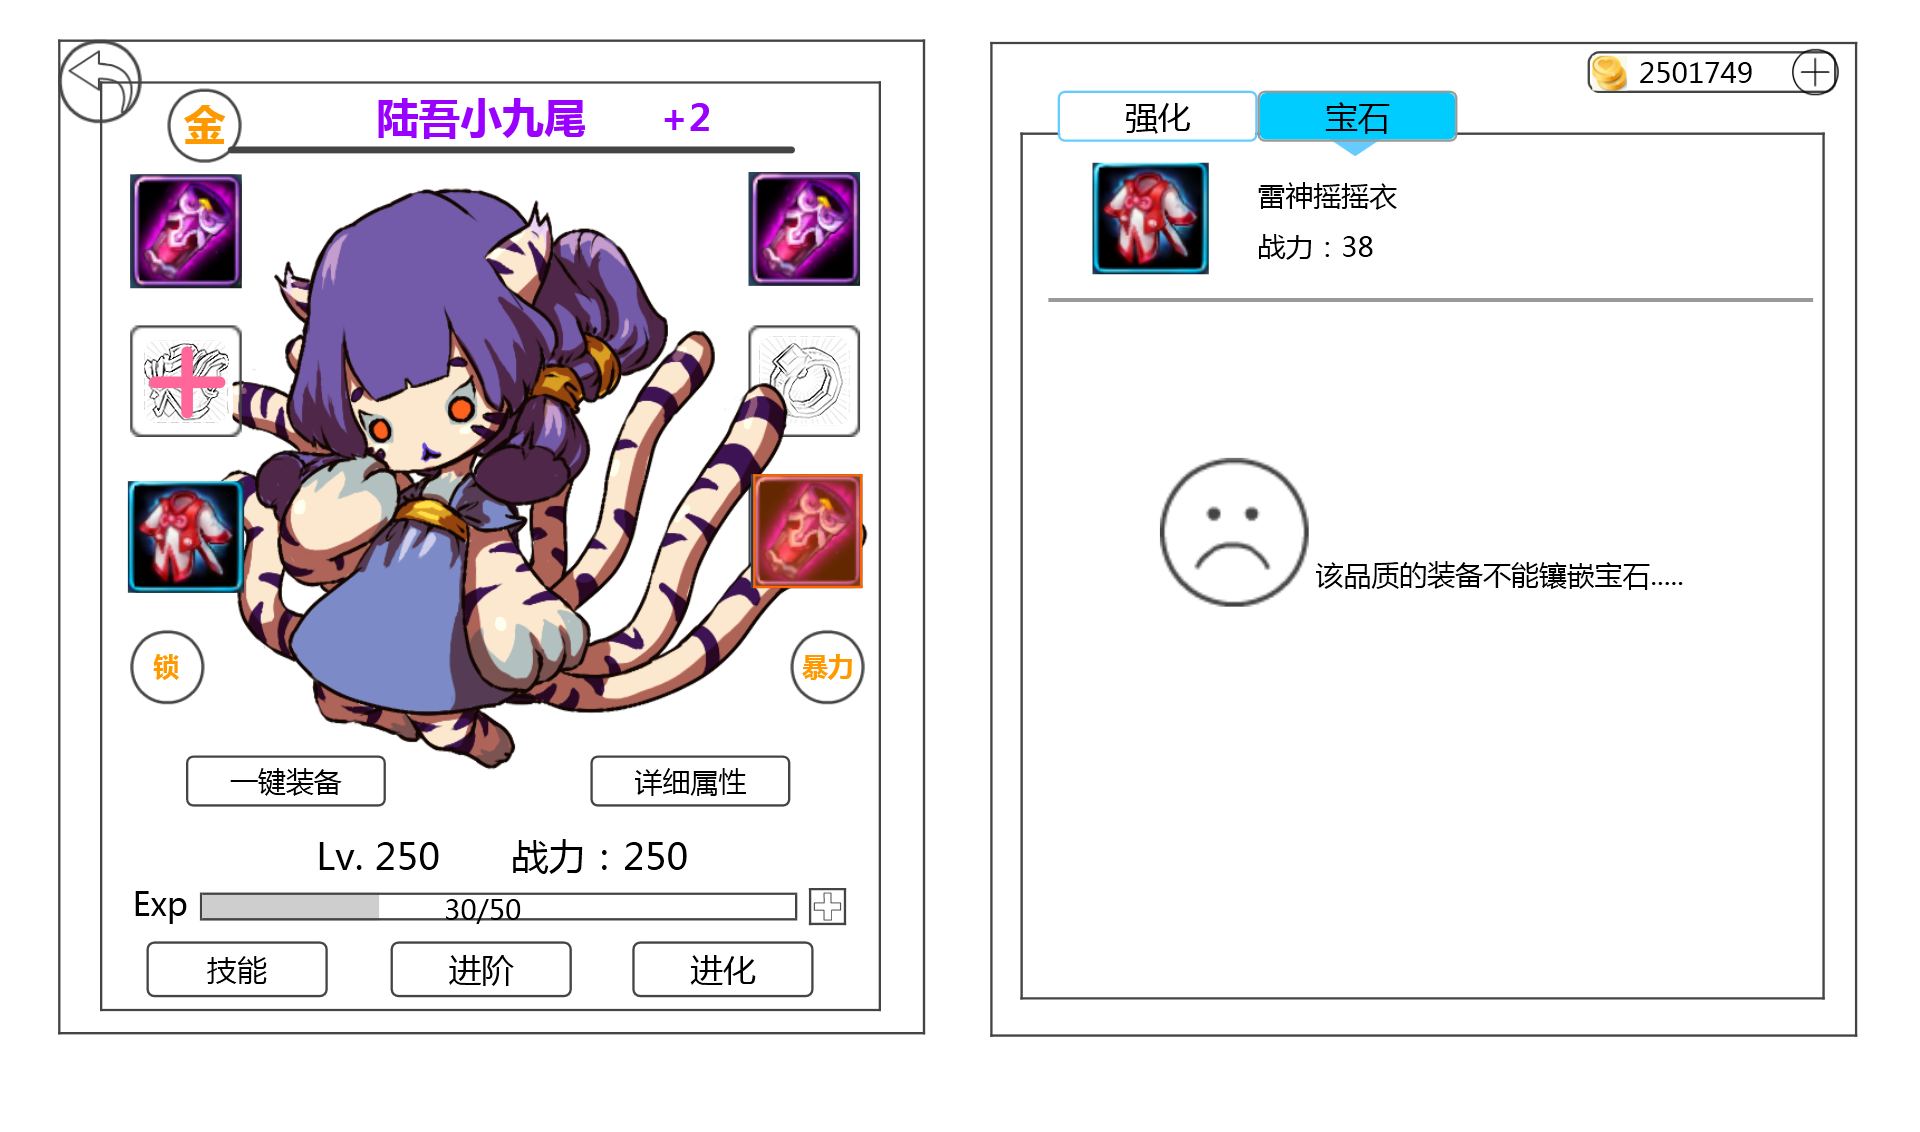 金
陆吾小九尾 +2
锁
暴力
一键装备
详细属性
Lv. 250 战力：250
Exp 30/50
技能
进阶
进化
2501749
强化
宝石
雷神摇摇衣
战力：38
该品质的装备不能镶嵌宝石.....